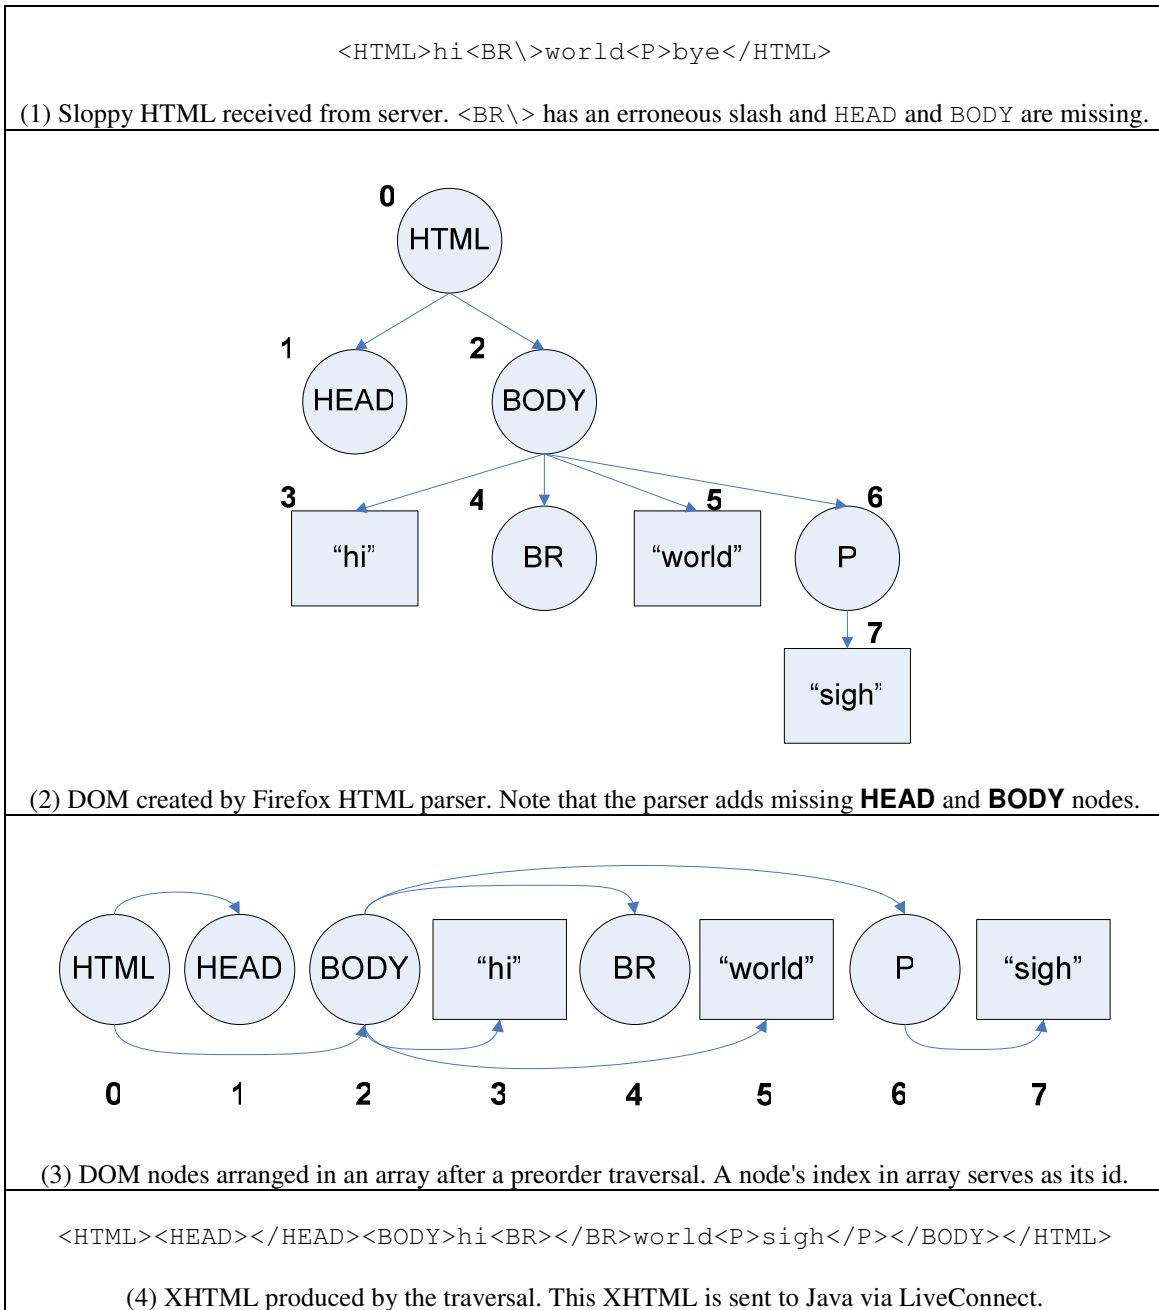 <HTML>hi<BR\>world<P>bye</HTML>
(1) Sloppy HTML received from server. <BR\> has an erroneous slash and HEAD and BODY are missing.
0
HTML
1 2
HEAD BODY
3 4 5 6
“hi” BR “world” P
7
“sigh”
(2) DOM created by Firefox HTML parser. Note that the parser adds missing HEAD and BODY nodes.
HTML HEAD BODY “hi” BR “world” P “sigh”
0 1 2 3 4 5 6 7
(3) DOM nodes arranged in an array after a preorder traversal. A node's index in array serves as its id.
<HTML><HEAD></HEAD><BODY>hi<BR></BR>world<P>sigh</P></BODY></HTML>
(4) XHTML produced by the traversal. This XHTML is sent to Java via LiveConnect.